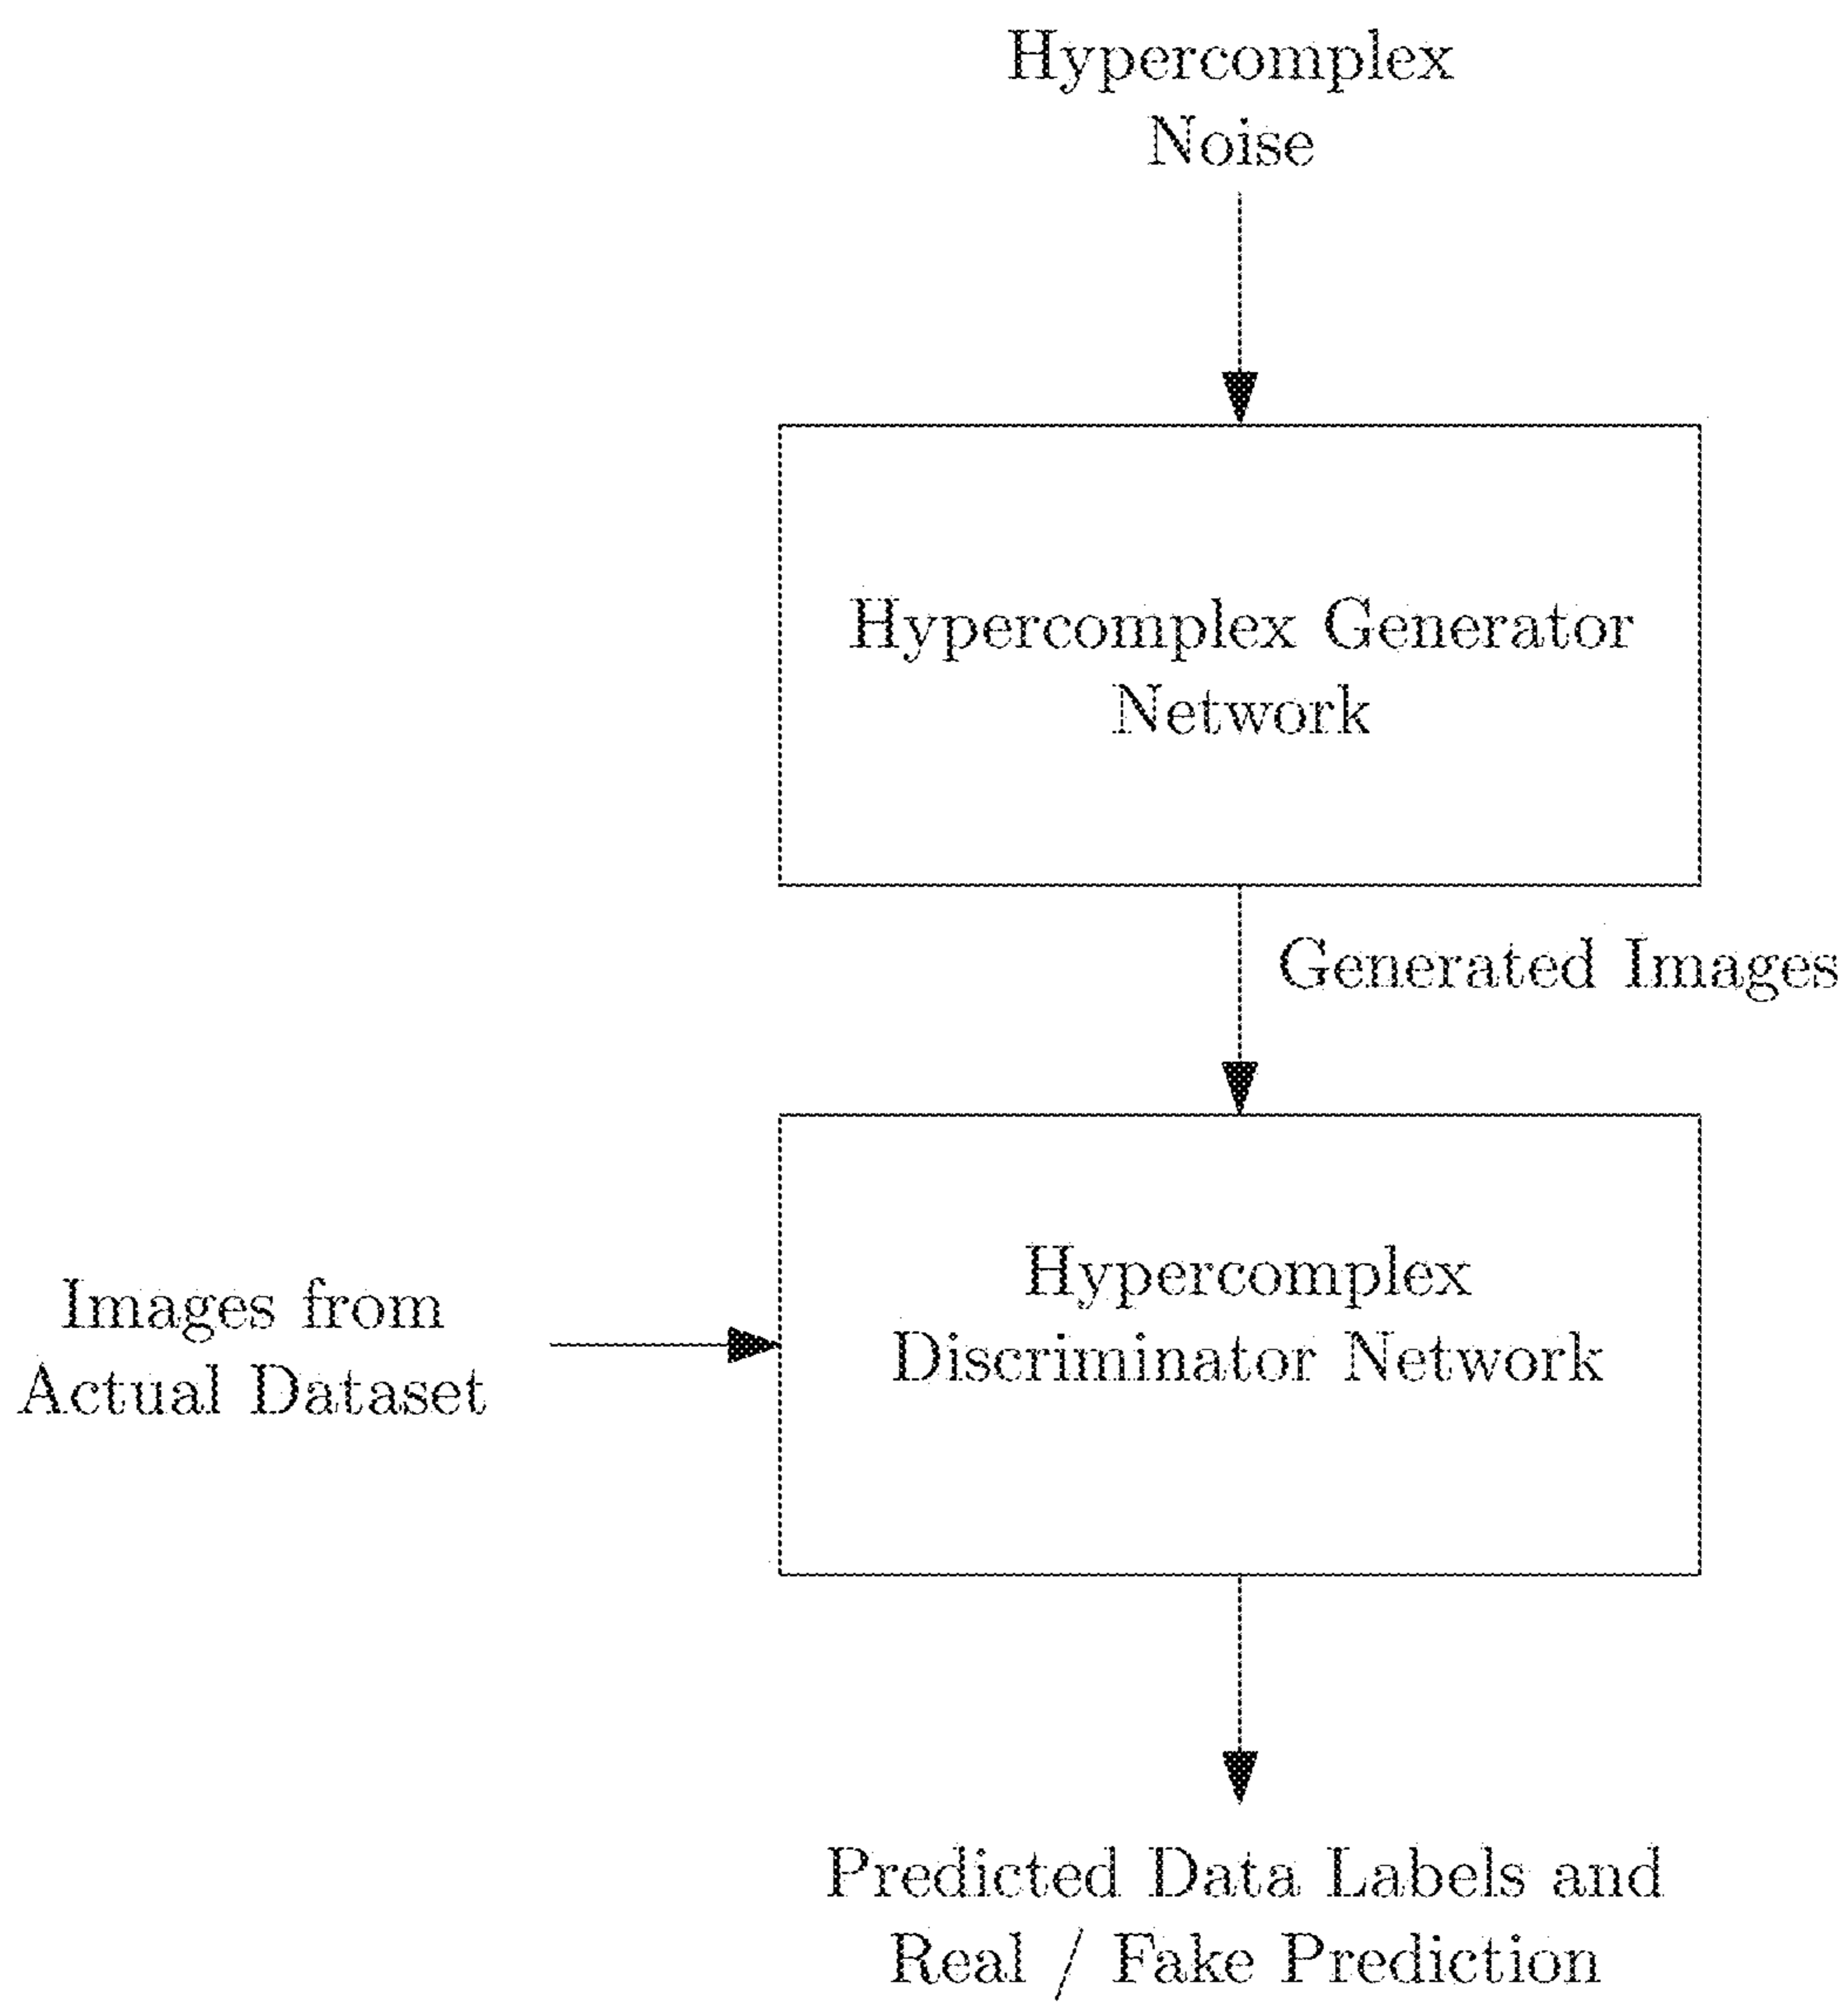 Hypercomplex
Noise
Hypercomplex Generator
Network
Generated Images
Hypercomplex
Discriminator Network
Images from
Actual Dataset
Predicted Data Labels and
Real / Fake Prediction